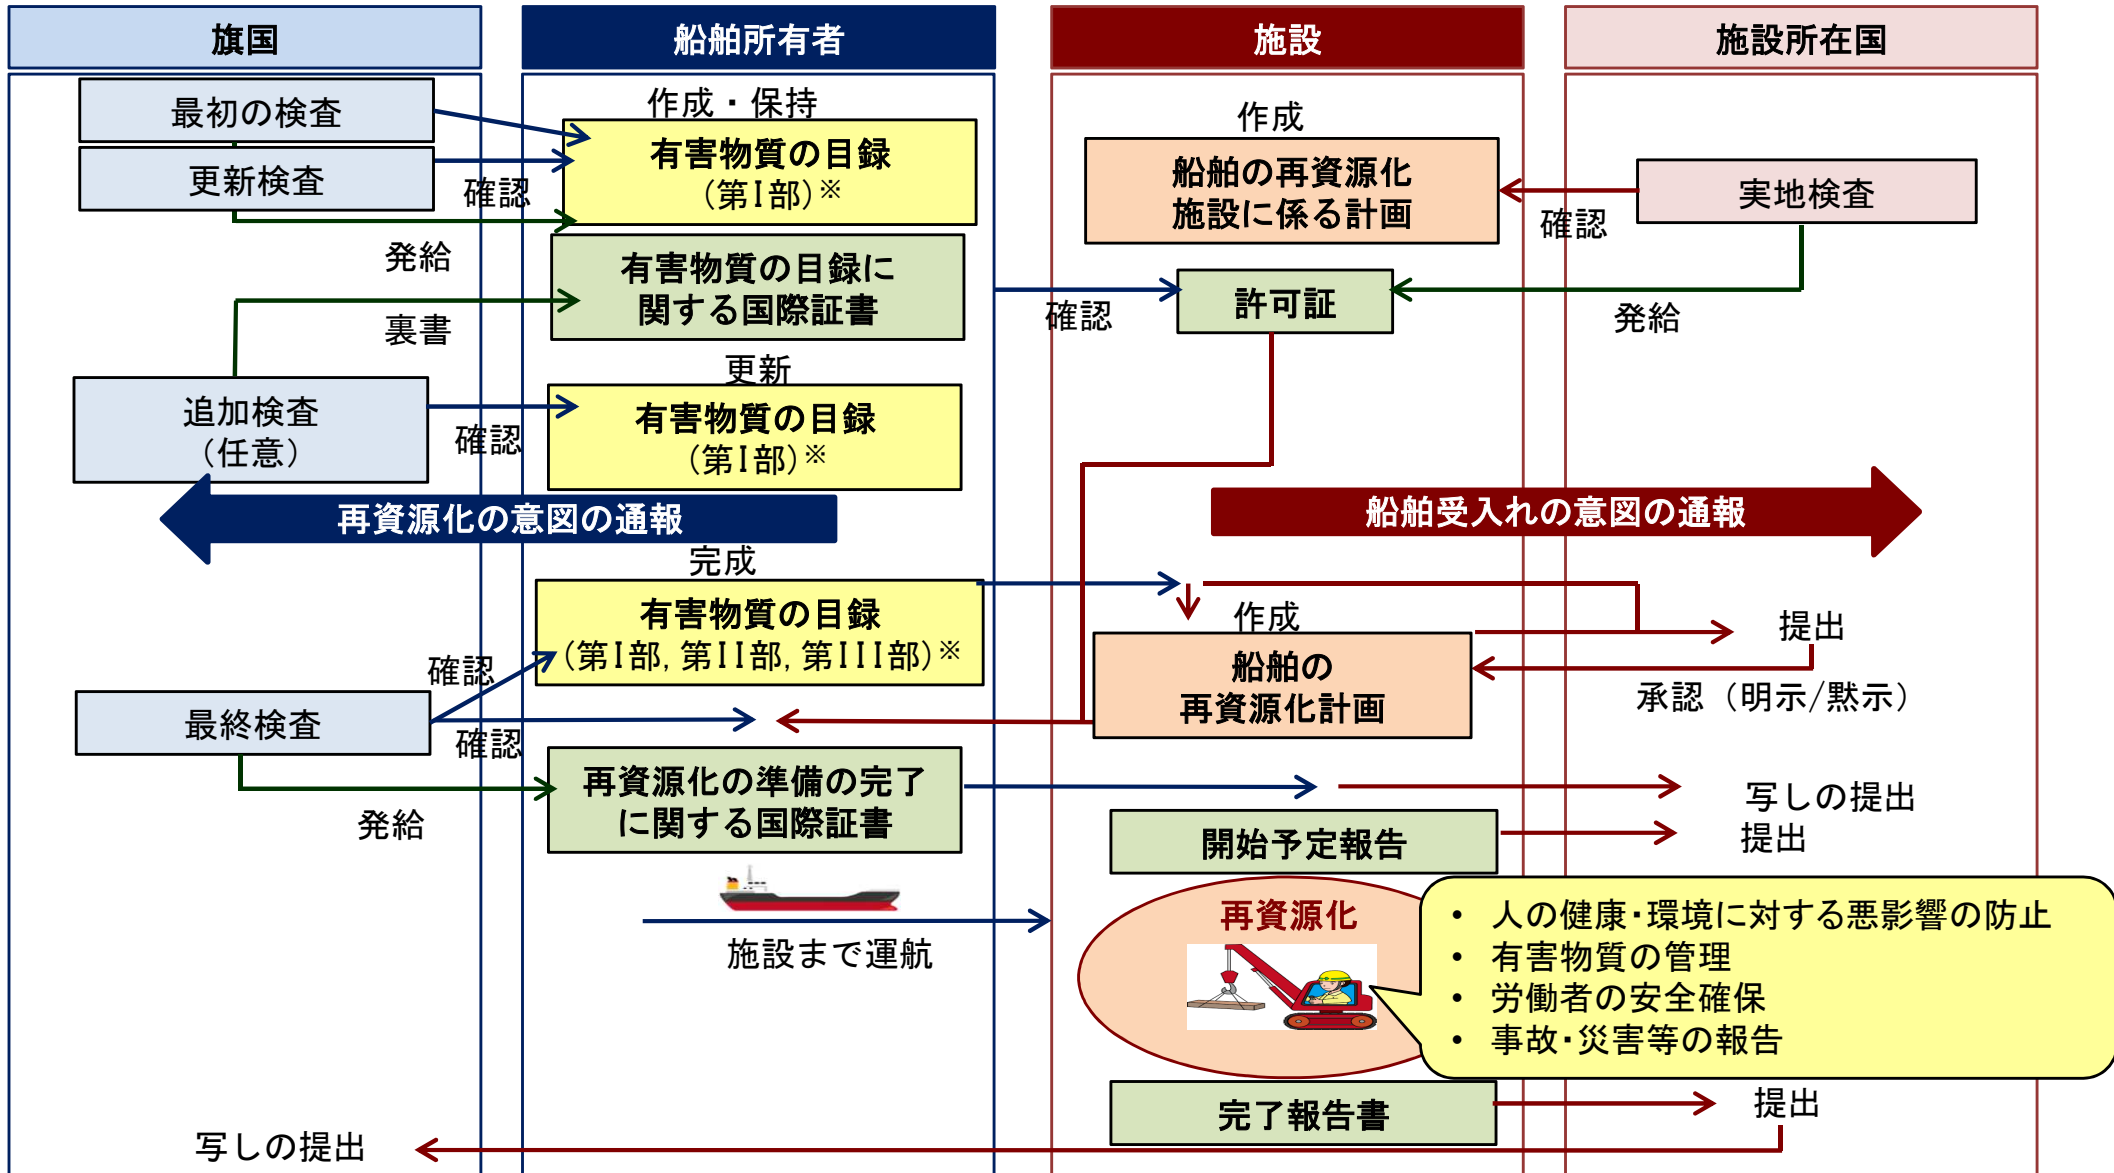 旗国
船舶所有者
施設
施設所在国
最初の検査
更新検査
確認
発給
裏書
追加検査
（任意）
確認
作成・保持
有害物質の目録
（第Ⅰ部）※
有害物質の目録に
関する国際証書
更新
有害物質の目録
（第Ⅰ部）※
作成
船舶の再資源化
施設に係る計画
確認
実地検査
確認
許可証
発給
再資源化の意図の通報
船舶受入れの意図の通報
完成
有害物質の目録
（第Ⅰ部, 第ⅠⅠ部, 第ⅠⅠⅠ部）※
確認
最終検査
確認
発給
作成
船舶の
再資源化計画
提出
承認（明示/黙示）
再資源化の準備の完了
に関する国際証書
写しの提出
開始予定報告
提出
施設まで運航
再資源化
• 人の健康・環境に対する悪影響の防止
• 有害物質の管理
• 労働者の安全確保
• 事故・災害等の報告
完了報告書
提出
写しの提出